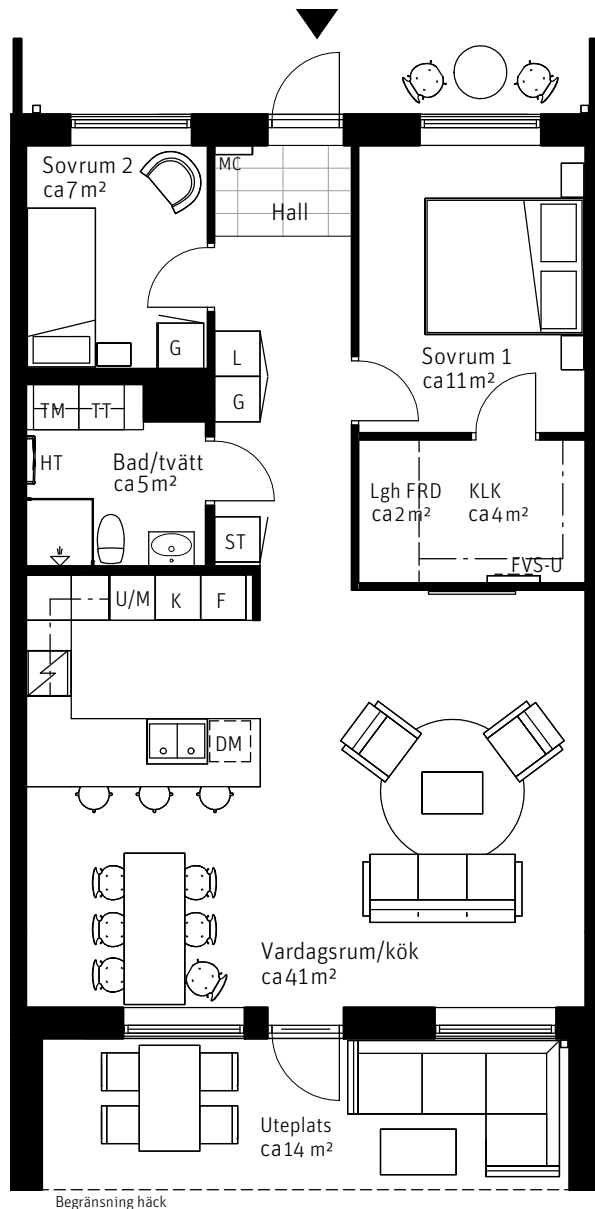 MC
Sovrum 2
ca 7 m²
Hall
G
L
G
Sovrum 1
ca 11 m²
TM
TT
HT
Bad/tvätt
ca 5 m²
Lgh FRD
ca 2 m²
KLK
ca 4 m²
ST
FVS-U
U/M
K
F
DM
Vardagsrum/kök
ca 41 m²
Uteplats
ca 14 m²
Begränsning häck